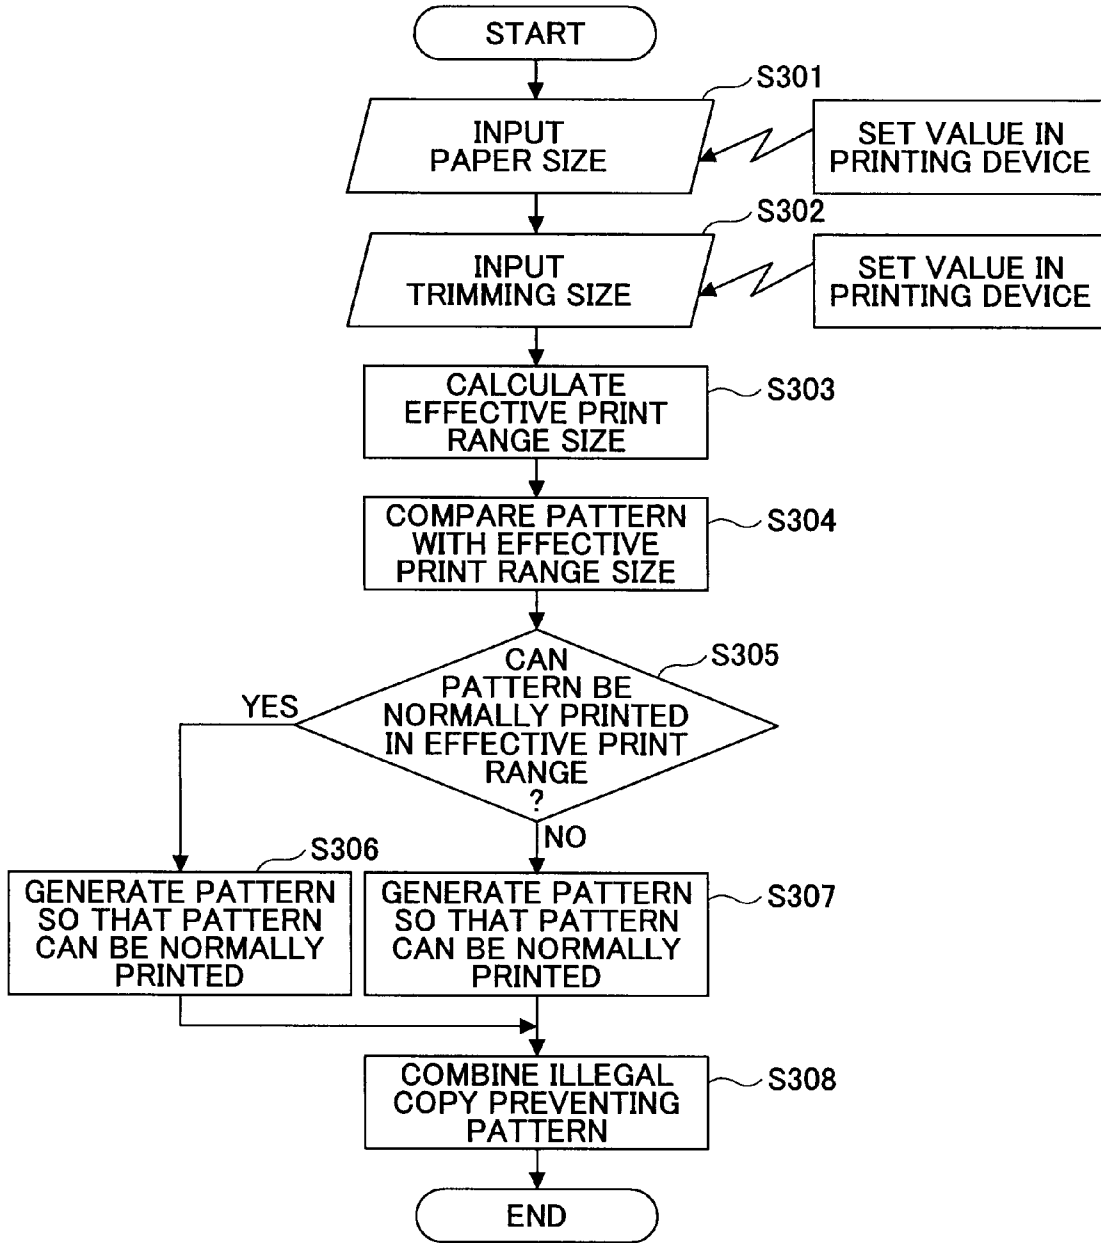 START
S301
INPUT
PAPER SIZE
SET VALUE IN
PRINTING DEVICE
S302
INPUT
TRIMMING SIZE
SET VALUE IN
PRINTING DEVICE
CALCULATE
EFFECTIVE PRINT
RANGE SIZE
S303
COMPARE PATTERN
WITH EFFECTIVE
PRINT RANGE SIZE
S304
S305
CAN
PATTERN BE
NORMALLY PRINTED
IN EFFECTIVE PRINT
RANGE
?
YES
NO
S306
GENERATE PATTERN
SO THAT PATTERN
CAN BE NORMALLY
PRINTED
GENERATE PATTERN
SO THAT PATTERN
CAN BE NORMALLY
PRINTED
S307
COMBINE ILLEGAL
COPY PREVENTING
PATTERN
S308
END